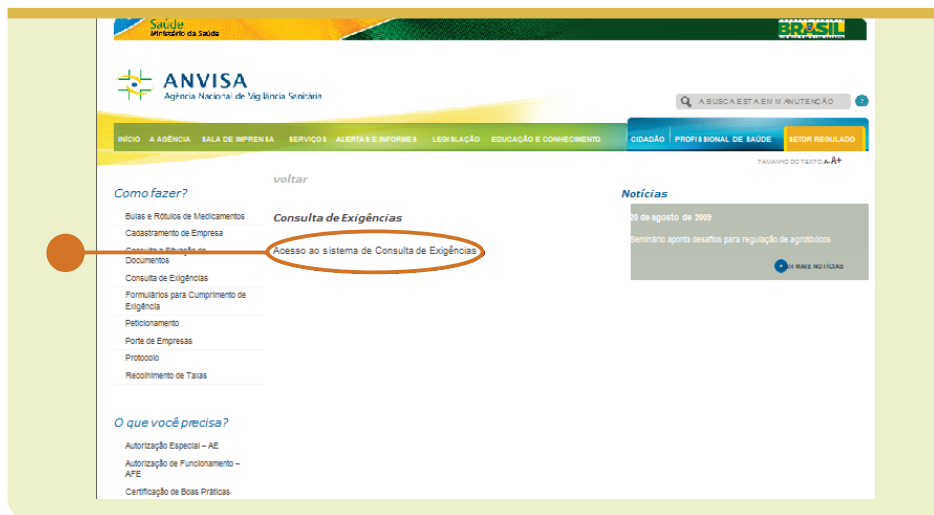 Saúde
Ministério da Saúde
BRASIL
ANVISA
Agência Nacional de Vigilância Sanitária
A BUSCA ESTA EM MANUTENÇÃO
?
INÍCIO A AGÊNCIA SALA DE IMPRENSA SERVIÇOS ALERTAS E INFORMES LEGISLAÇÃO EDUCAÇÃO E CONHECIMENTO CIDADÃO PROFISSIONAL DE SAÚDE SETOR REGULADO
TAMANHO DO TEXTO A- A+
voltar
Como fazer?
Bulas e Rótulos de Medicamentos
Cadastramento de Empresa
Consulta a Situação de
Documentos
Consulta de Exigências
Formulários para Cumprimento de
Exigência
Peticionamento
Porte de Empresas
Protocolo
Recolhimento de Taxas
O que você precisa?
Autorização Especial – AE
Autorização de Funcionamento –
AFE
Certificação de Boas Práticas
Consulta de Exigências
Acesso ao sistema de Consulta de Exigências
Notícias
20 de agosto de 2009
Seminário aponta desafios para regulação de agrotóxicos
MAIS NOTÍCIAS